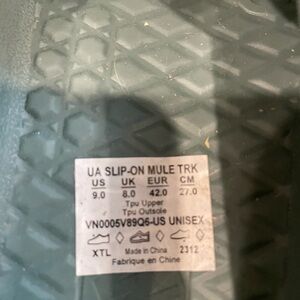 UA SLIP-ON MULE TRK
US UK EUR CM
9.0 8.0 42.0 27.0
Tpu Upper
Tpu Outsole
VN0005V89Q6-US UNISEX
XTL Made in China 2312
Fabriqué en Chine